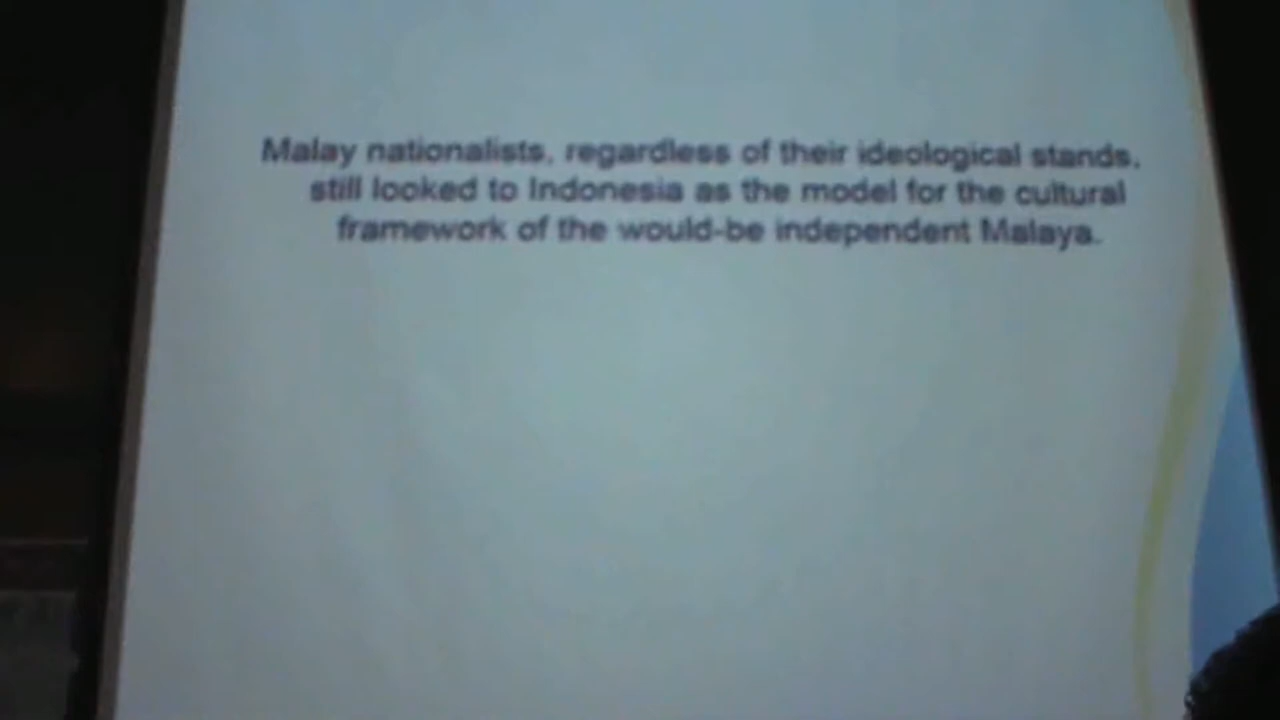 Malay nationalists, regardless of their ideological stands,
still looked to Indonesia as the model for the cultural
framework of the would-be independent Malaya.